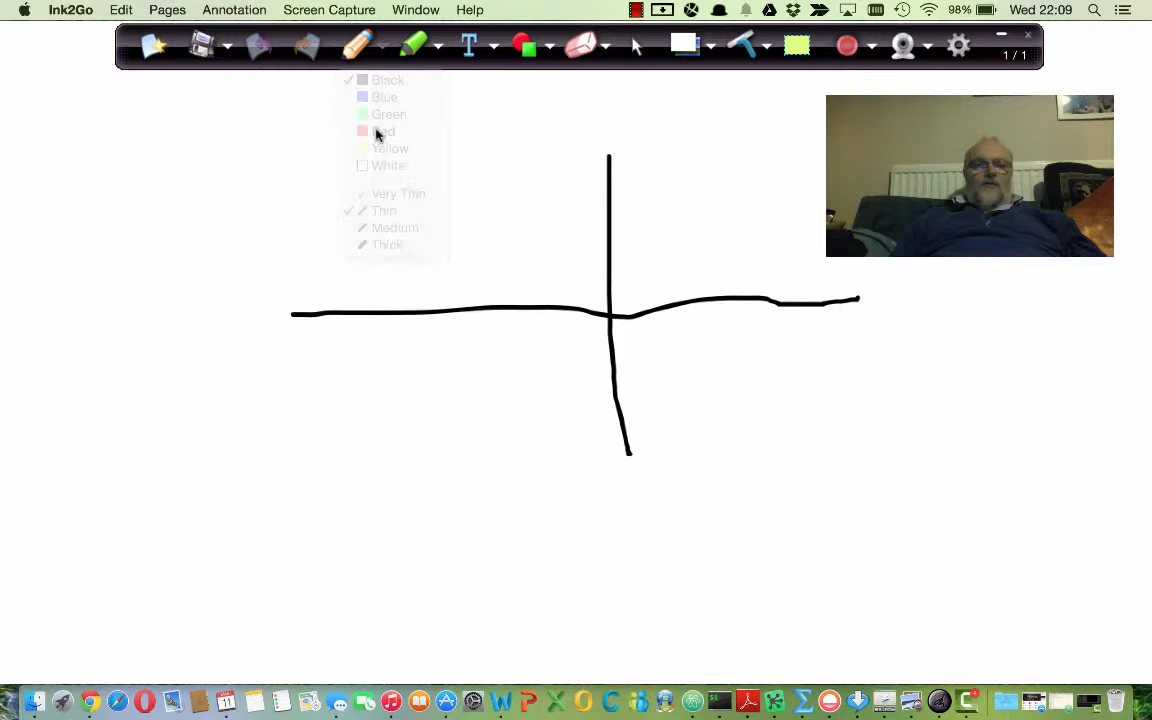 Ink2Go Edit Pages Annotation Screen Capture Window Help 98% Wed 22:09
T
1 / 1
Black
Blue
Green
Red
Yellow
White
Very Thin
Thin
Medium
Thick